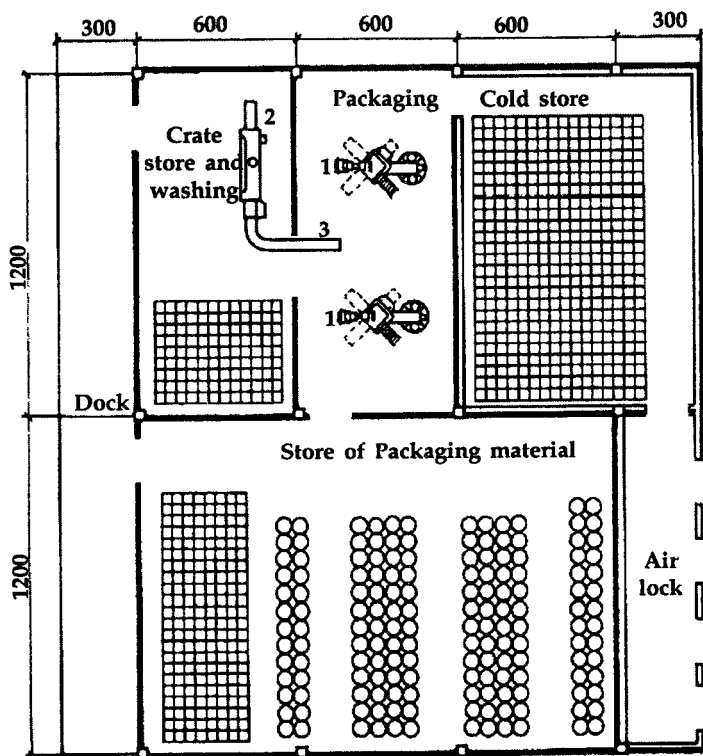 300 600 600 600 300
Packaging Cold store
2
Crate
store and
washing
1
3
1200
1
Dock
Store of Packaging material
1200
Air
lock